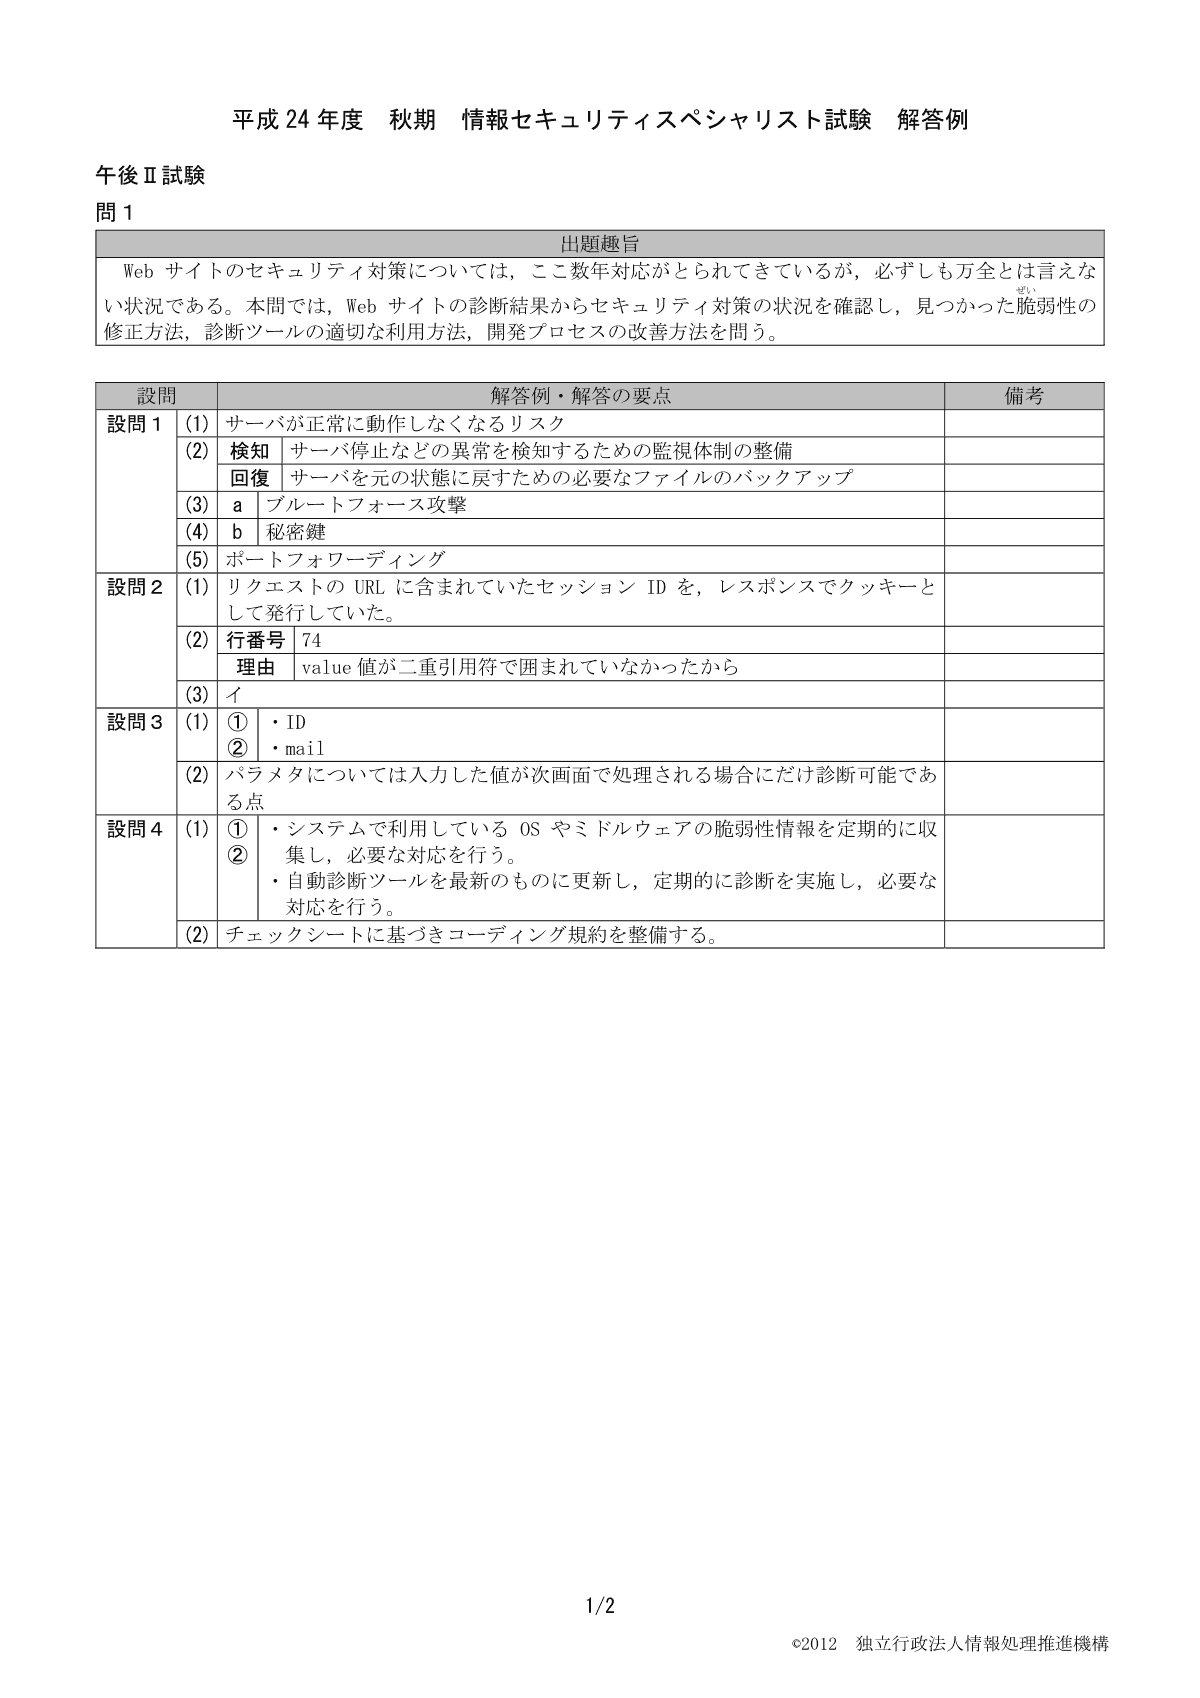 平成 24 年度　秋期　情報セキュリティスペシャリスト試験　解答例
午後Ⅱ試験
問１
出題趣旨
Web サイトのセキュリティ対策については，ここ数年対応がとられてきているが，必ずしも万全とは言えな
ぜい
い状況である。本問では，Web サイトの診断結果からセキュリティ対策の状況を確認し，見つかった脆弱性の
修正方法，診断ツールの適切な利用方法，開発プロセスの改善方法を問う。
設問　解答例・解答の要点　備考
設問１ (1) サーバが正常に動作しなくなるリスク
(2) 検知 サーバ停止などの異常を検知するための監視体制の整備
回復 サーバを元の状態に戻すための必要なファイルのバックアップ
(3) a ブルートフォース攻撃
(4) b 秘密鍵
(5) ポートフォワーディング
設問２ (1) リクエストの URL に含まれていたセッション ID を，レスポンスでクッキーと
して発行していた。
(2) 行番号 74
理由 value 値が二重引用符で囲まれていなかったから
(3) イ
設問３ (1) ① ・ID
② ・mail
(2) パラメタについては入力した値が次画面で処理される場合にだけ診断可能であ
る点
設問４ (1) ① ・システムで利用している OS やミドルウェアの脆弱性情報を定期的に収
② 集し，必要な対応を行う。
・自動診断ツールを最新のものに更新し，定期的に診断を実施し，必要な
対応を行う。
(2) チェックシートに基づきコーディング規約を整備する。
1/2
©2012　独立行政法人情報処理推進機構